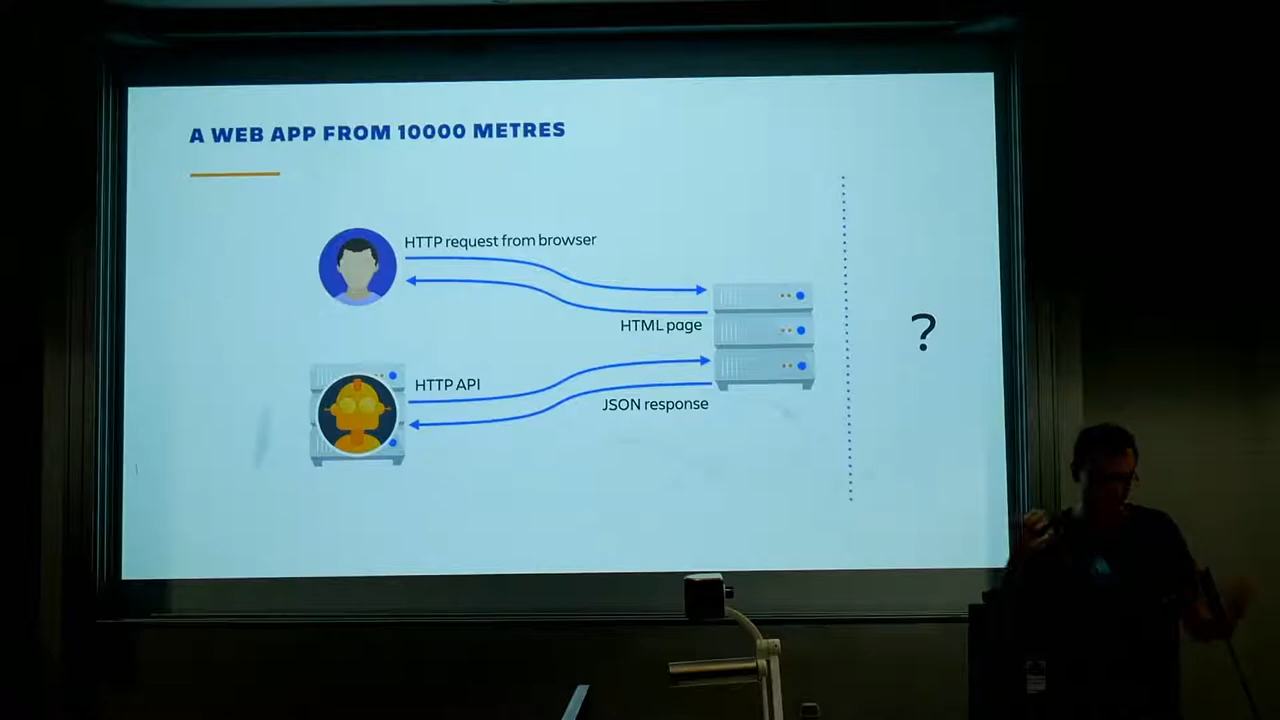 A WEB APP FROM 10000 METRES
HTTP request from browser
HTML page
?
HTTP API
JSON response